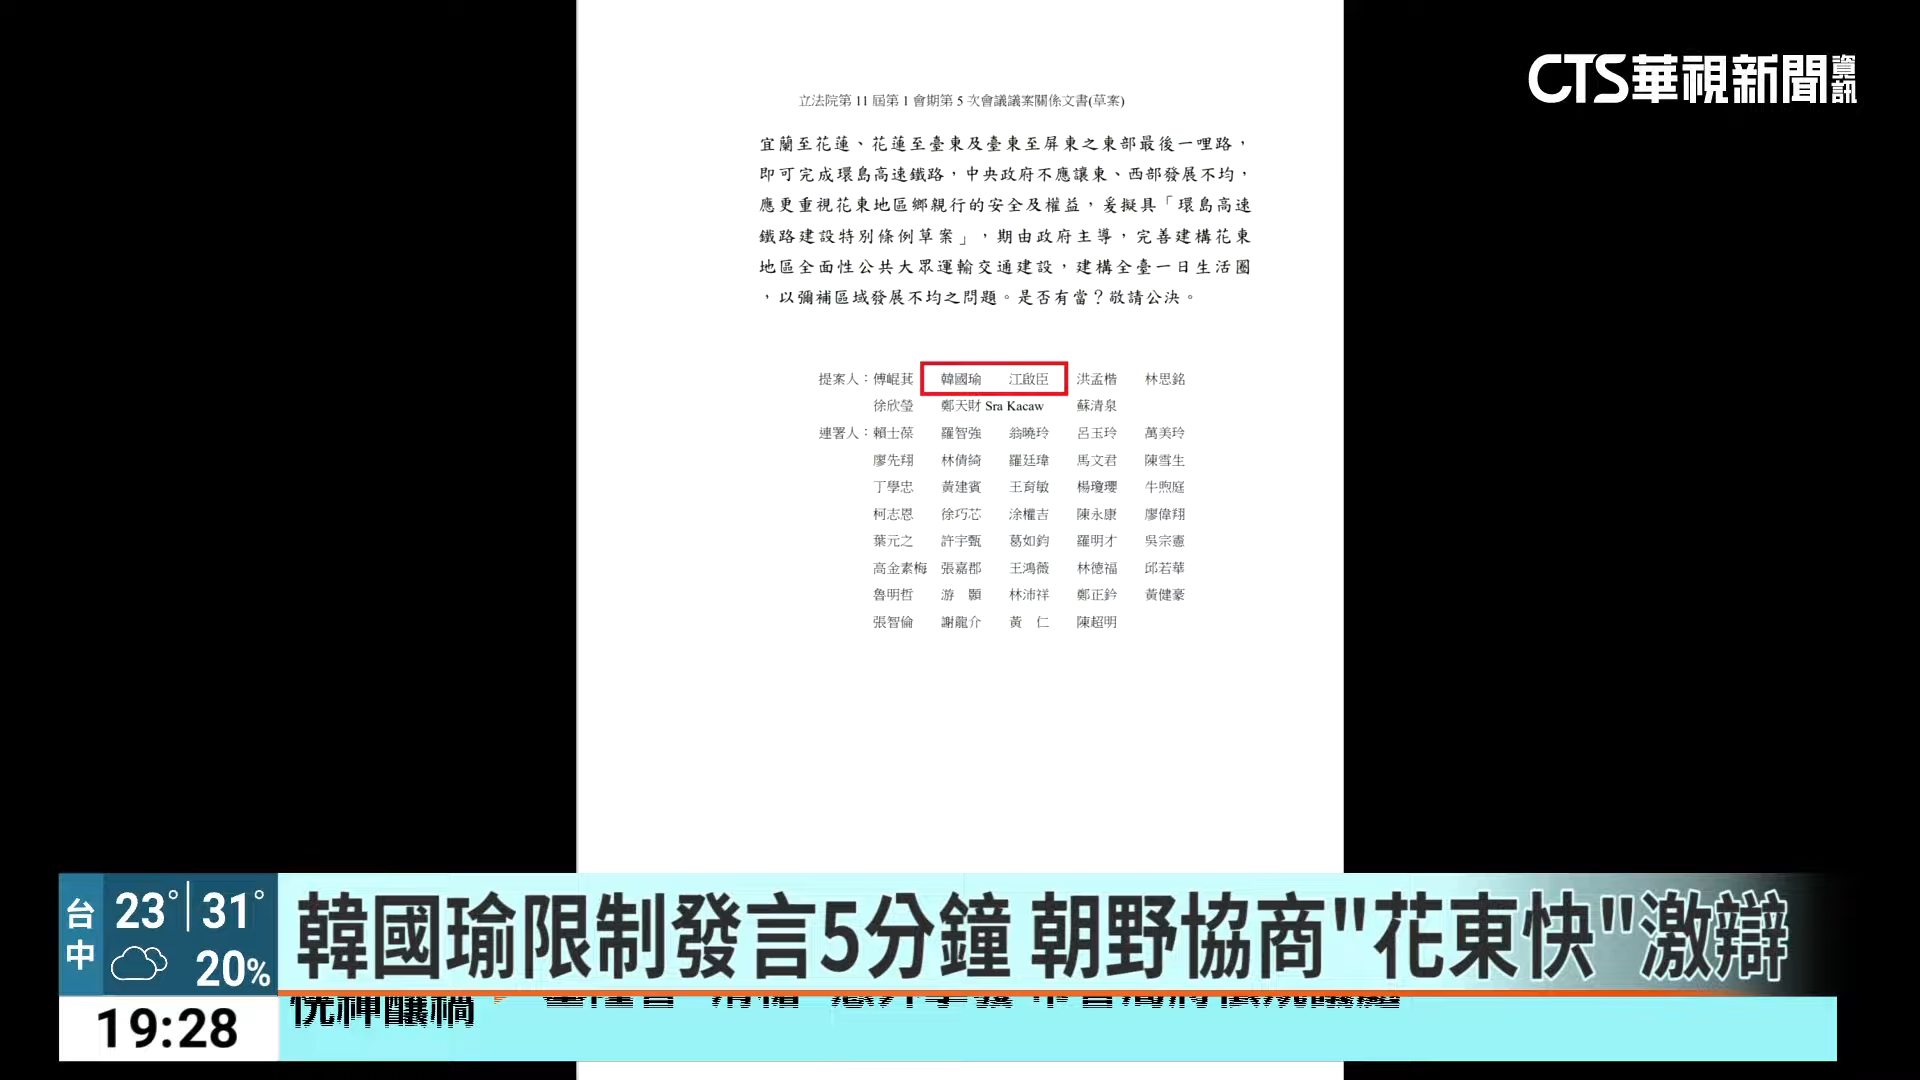 CTS華視新聞資訊
立法院第 11 屆第 1 會期第 5 次會議議案關係文書(草案)
宜蘭至花蓮、花蓮至臺東及臺東至屏東之東部最後一哩路，
即可完成環島高速鐵路，中央政府不應讓東、西部發展不均，
應更重視花東地區鄉親行的安全及權益，爰擬具「環島高速
鐵路建設特別條例草案」，期由政府主導，完善建構花東
地區全面性公共大眾運輸交通建設，建構全臺一日生活圈
，以彌補區域發展不均之問題。是否有當？敬請公決。
提案人：傅崐萁 韓國瑜 江啟臣 洪孟楷 林思銘
徐欣瑩 鄭天財 Sra Kacaw 蘇清泉
連署人：賴士葆 羅智強 翁曉玲 呂玉玲 萬美玲
廖先翔 林倩綺 羅廷瑋 馬文君 陳雪生
丁學忠 黃建賓 王育敏 楊瓊瓔 牛煦庭
柯志恩 徐巧芯 涂權吉 陳永康 廖偉翔
葉元之 許宇甄 葛如鈞 羅明才 吳宗憲
高金素梅 張嘉郡 王鴻薇 林德福 邱若華
魯明哲 游顥 林沛祥 鄭正鈐 黃健豪
張智倫 謝龍介 黃仁 陳超明
台中 23° 31° 20%
韓國瑜限制發言5分鐘 朝野協商"花東快"激辯
19:28